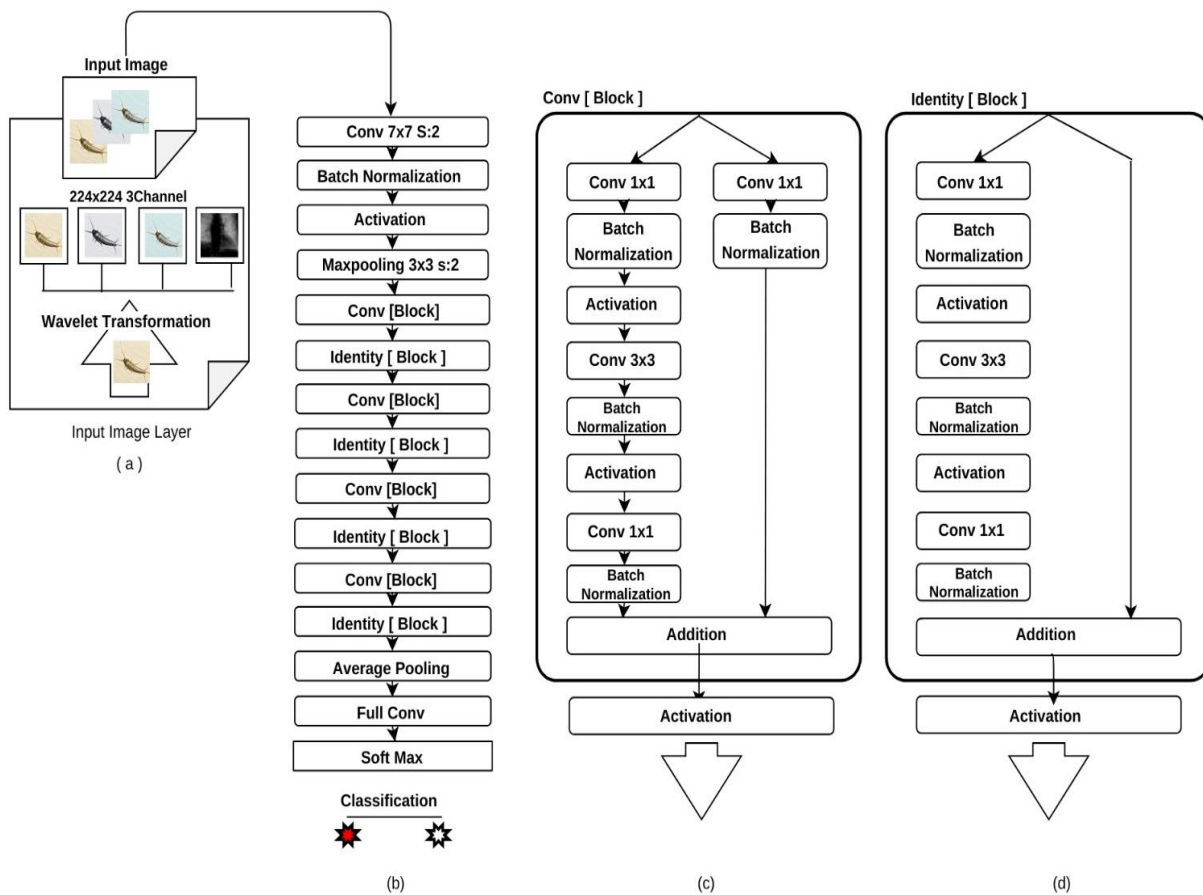 Input Image
224x224 3Channel
Wavelet Transformation
Input Image Layer
( a )
Conv 7x7 S:2
Batch Normalization
Activation
Maxpooling 3x3 s:2
Conv [Block]
Identity [ Block ]
Conv [Block]
Identity [ Block ]
Conv [Block]
Identity [ Block ]
Conv [Block]
Identity [ Block ]
Average Pooling
Full Conv
Soft Max
Classification
(b)
Conv [ Block ]
Conv 1x1
Batch
Normalization
Activation
Conv 3x3
Batch
Normalization
Activation
Conv 1x1
Batch
Normalization
Conv 1x1
Batch
Normalization
Addition
Activation
(c)
Identity [ Block ]
Conv 1x1
Batch
Normalization
Activation
Conv 3x3
Batch
Normalization
Activation
Conv 1x1
Batch
Normalization
Addition
Activation
(d)